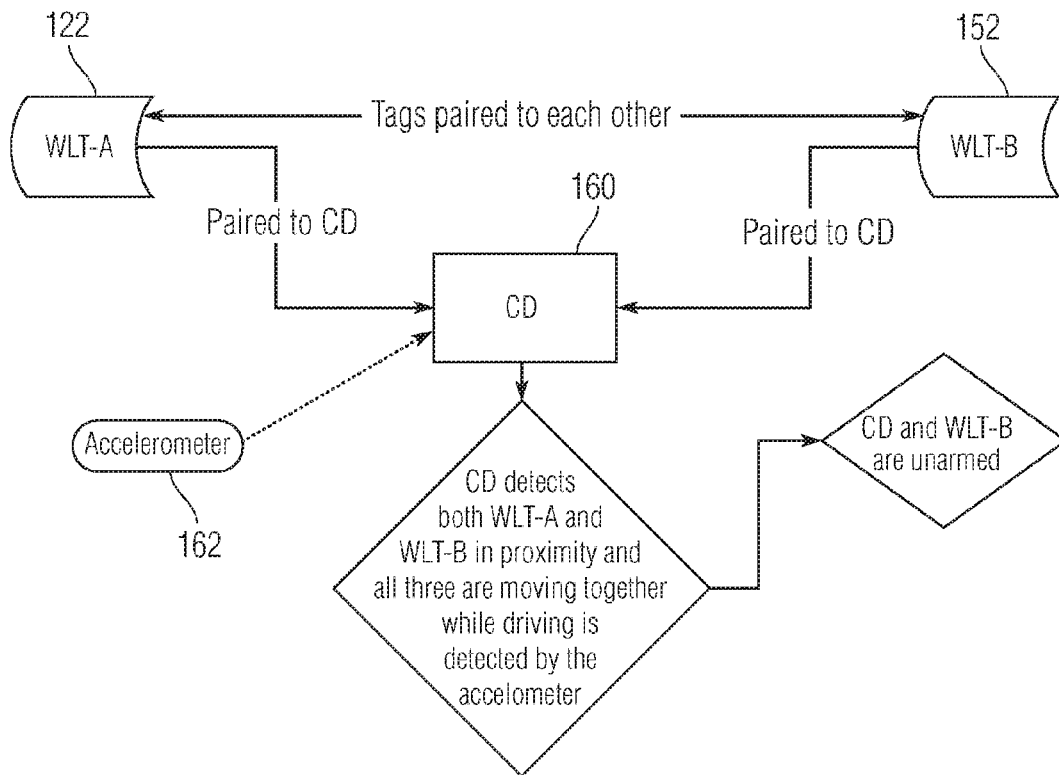 122
152
WLT-A
Tags paired to each other
WLT-B
160
Paired to CD
Paired to CD
CD
Accelerometer
162
CD and WLT-B
are unarmed
CD detects
both WLT-A and
WLT-B in proximity and
all three are moving together
while driving is
detected by the
accelometer